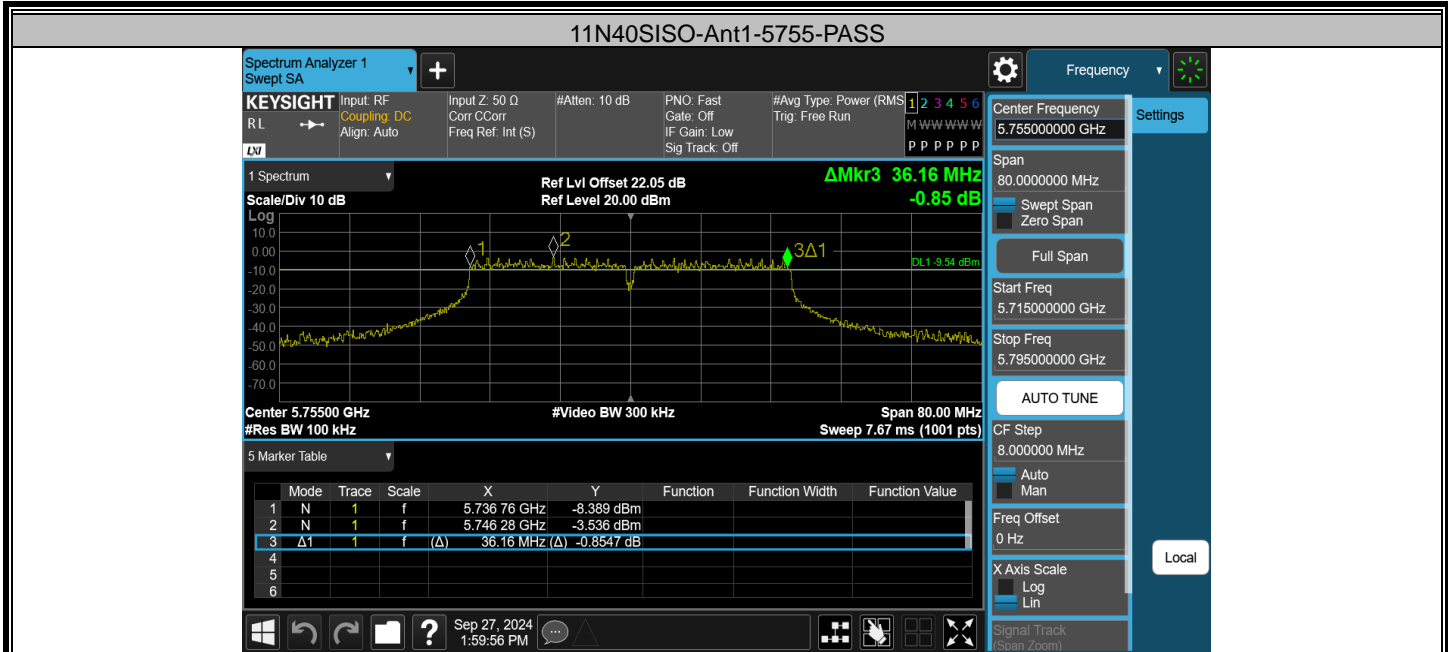 11N40SISO-Ant1-5755-PASS
Spectrum Analyzer 1
Swept SA
Frequency
KEYSIGHT
RL
LXI
Input: RF
Coupling: DC
Align: Auto
Input Z: 50 Ω
Corr CCorr
Freq Ref: Int (S)
#Atten: 10 dB
PNO: Fast
Gate: Off
IF Gain: Low
Sig Track: Off
#Avg Type: Power (RMS
Trig: Free Run
1 2 3 4 5 6
M W W W W W
P P P P P P
Center Frequency
5.755000000 GHz
Settings
Span
80.0000000 MHz
Swept Span
Zero Span
Full Span
Start Freq
5.715000000 GHz
Stop Freq
5.795000000 GHz
AUTO TUNE
CF Step
8.000000 MHz
Auto
Man
Freq Offset
0 Hz
X Axis Scale
Log
Lin
Signal Track
(Span Zoom)
Local
1 Spectrum
Scale/Div 10 dB
Ref Lvl Offset 22.05 dB
Ref Level 20.00 dBm
ΔMkr3 36.16 MHz
-0.85 dB
Log
10.0
0.00
-10.0
-20.0
-30.0
-40.0
-50.0
-60.0
-70.0
1
2
3Δ1
DL1 -9.54 dBm
Center 5.75500 GHz
#Video BW 300 kHz
Span 80.00 MHz
#Res BW 100 kHz
Sweep 7.67 ms (1001 pts)
5 Marker Table
Mode Trace Scale X Y Function Function Width Function Value
1 N 1 f 5.736 76 GHz -8.389 dBm
2 N 1 f 5.746 28 GHz -3.536 dBm
3 Δ1 1 f (Δ) 36.16 MHz (Δ) -0.8547 dB
4
5
6
?
Sep 27, 2024
1:59:56 PM